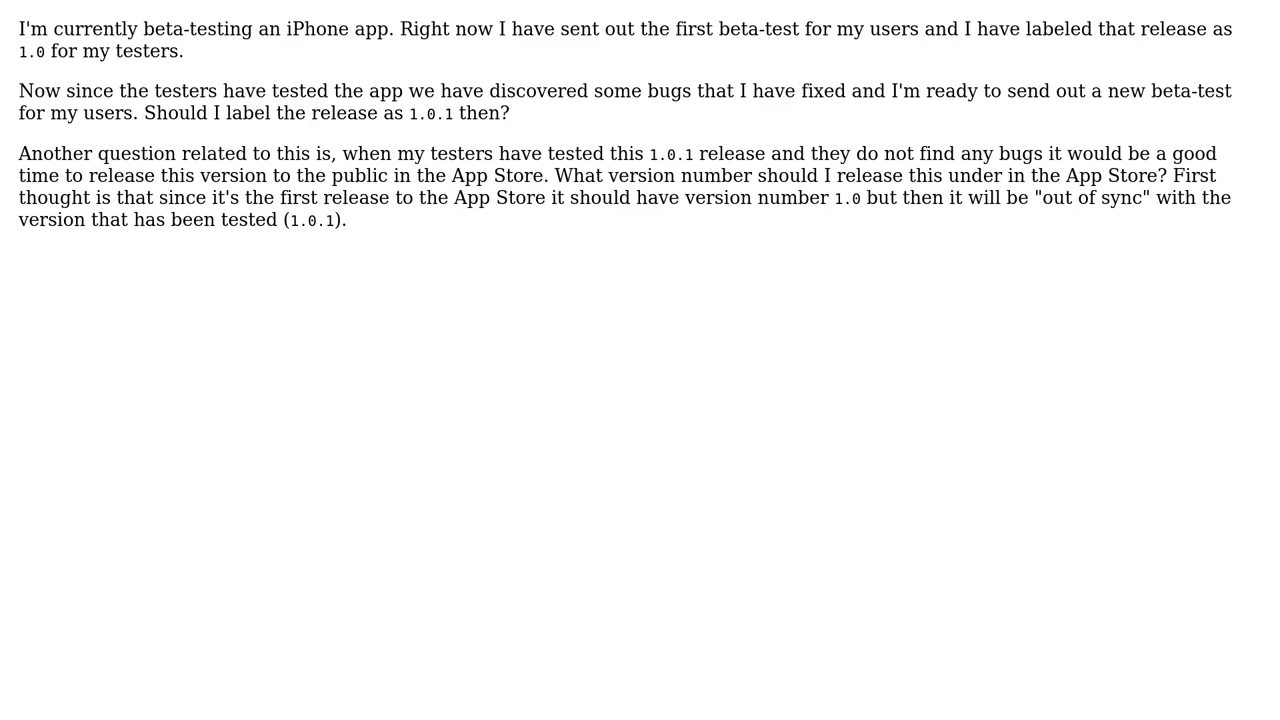 I'm currently beta-testing an iPhone app. Right now I have sent out the first beta-test for my users and I have labeled that release as
1.0 for my testers.
Now since the testers have tested the app we have discovered some bugs that I have fixed and I'm ready to send out a new beta-test
for my users. Should I label the release as 1.0.1 then?
Another question related to this is, when my testers have tested this 1.0.1 release and they do not find any bugs it would be a good
time to release this version to the public in the App Store. What version number should I release this under in the App Store? First
thought is that since it's the first release to the App Store it should have version number 1.0 but then it will be "out of sync" with the
version that has been tested (1.0.1).